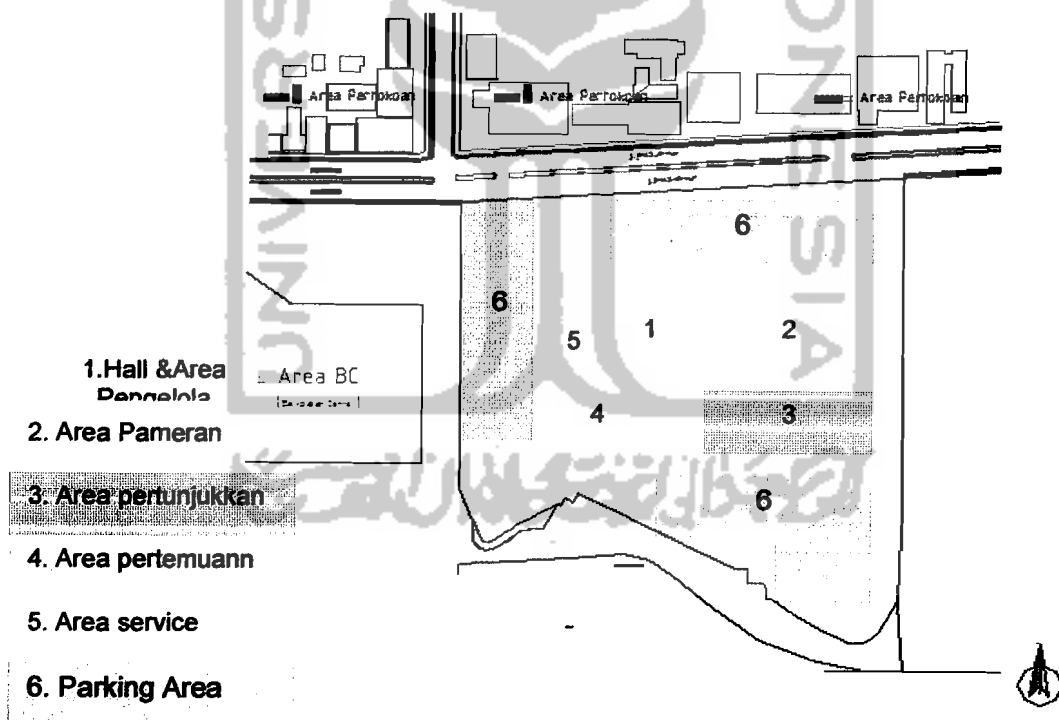 Area Pertokoan
Area Pertokoan
Area Pertokoan
6
6
1
2
5
4
3
6
1.Hall &Area
Pengelola
Area BC
2. Area Pameran
3. Area pertunjukkan
4. Area pertemuann
5. Area service
6. Parking Area